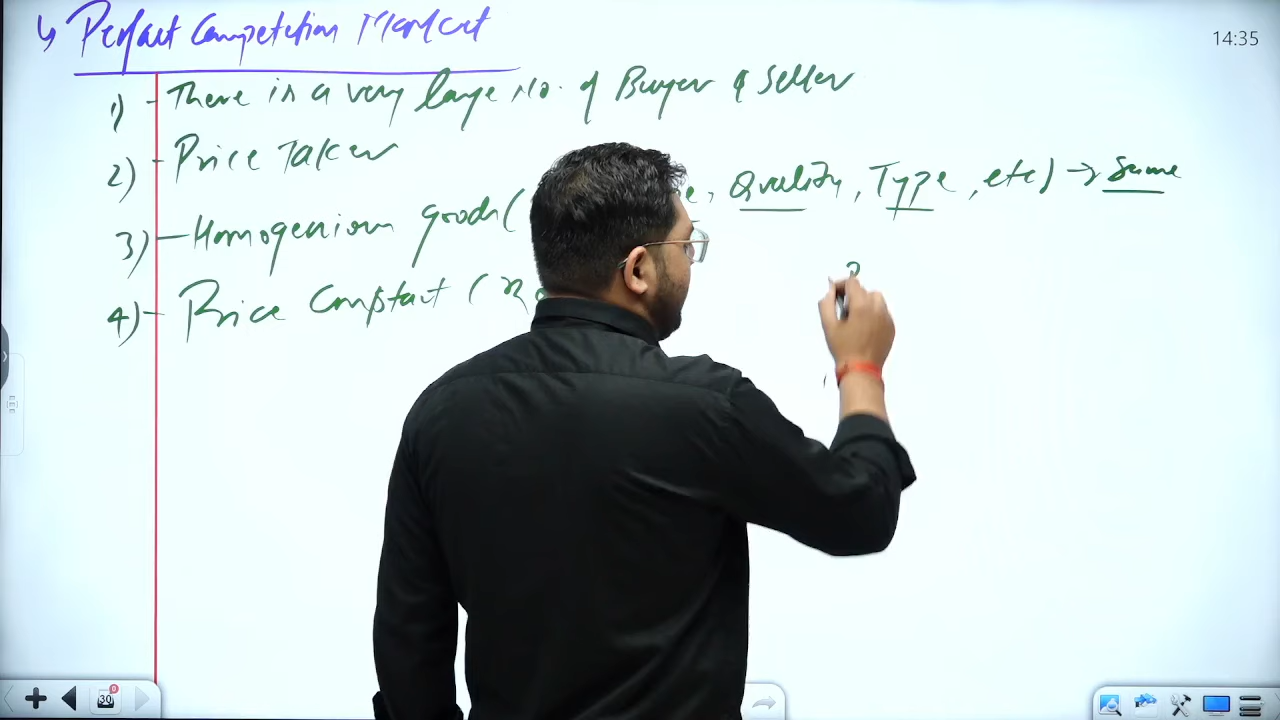 ↳ Perfect Competition Market
14:35
1) - There is a very large No. of Buyer & Seller
2) - Price Taker
3) - Homogenious goods ( , Quality, Type, etc) → Same
4) - Price Constant (
30